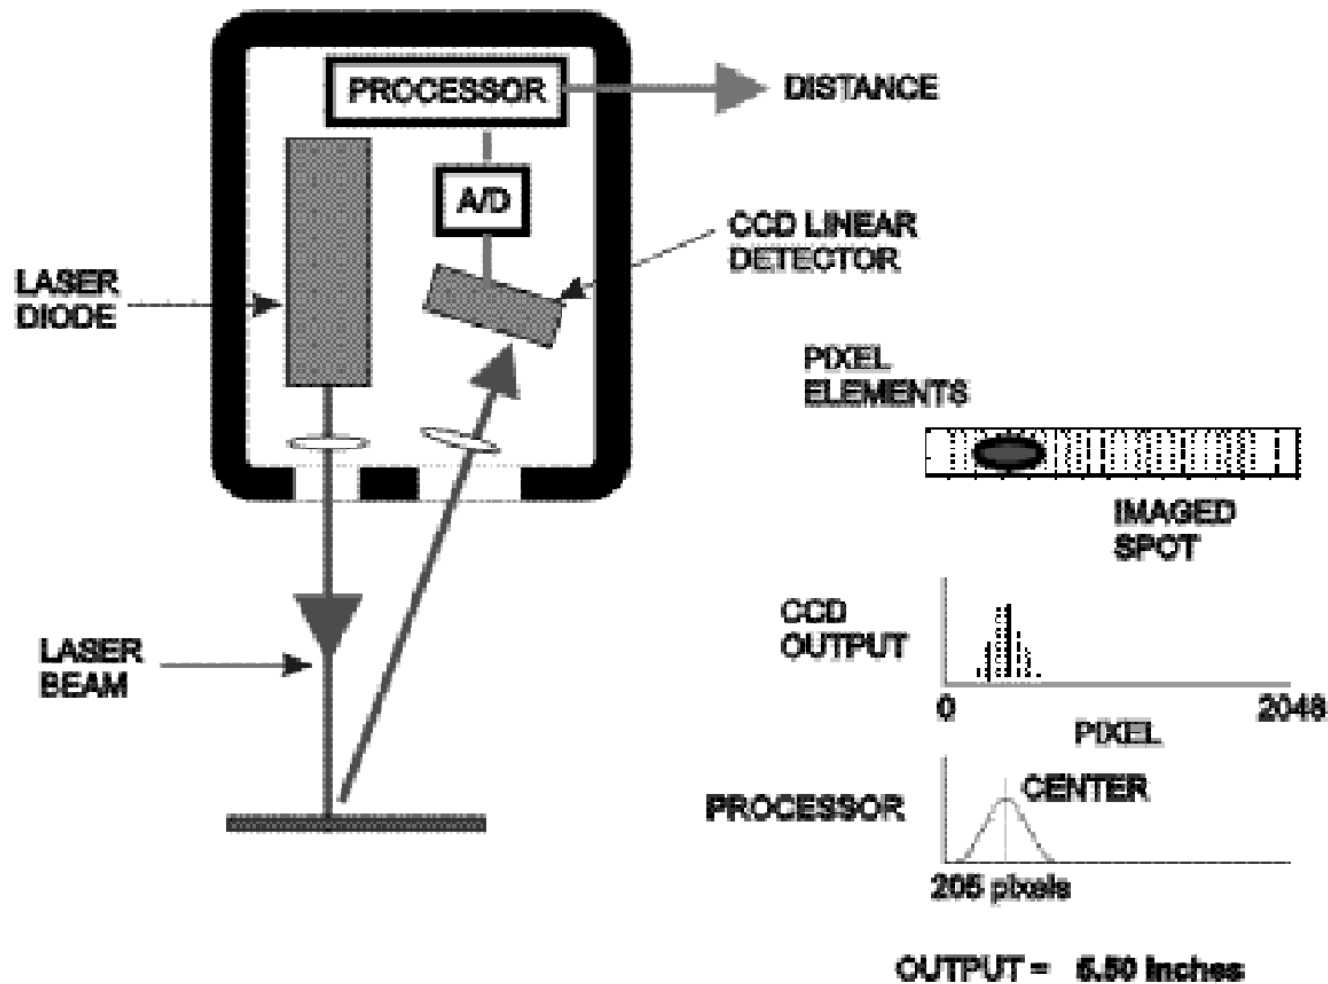 PROCESSOR
DISTANCE
A/D
CCD LINEAR
DETECTOR
LASER
DIODE
PIXEL
ELEMENTS
IMAGED
SPOT
CCD
OUTPUT
0
2048
PIXEL
LASER
BEAM
CENTER
PROCESSOR
205 pixels
OUTPUT = inches